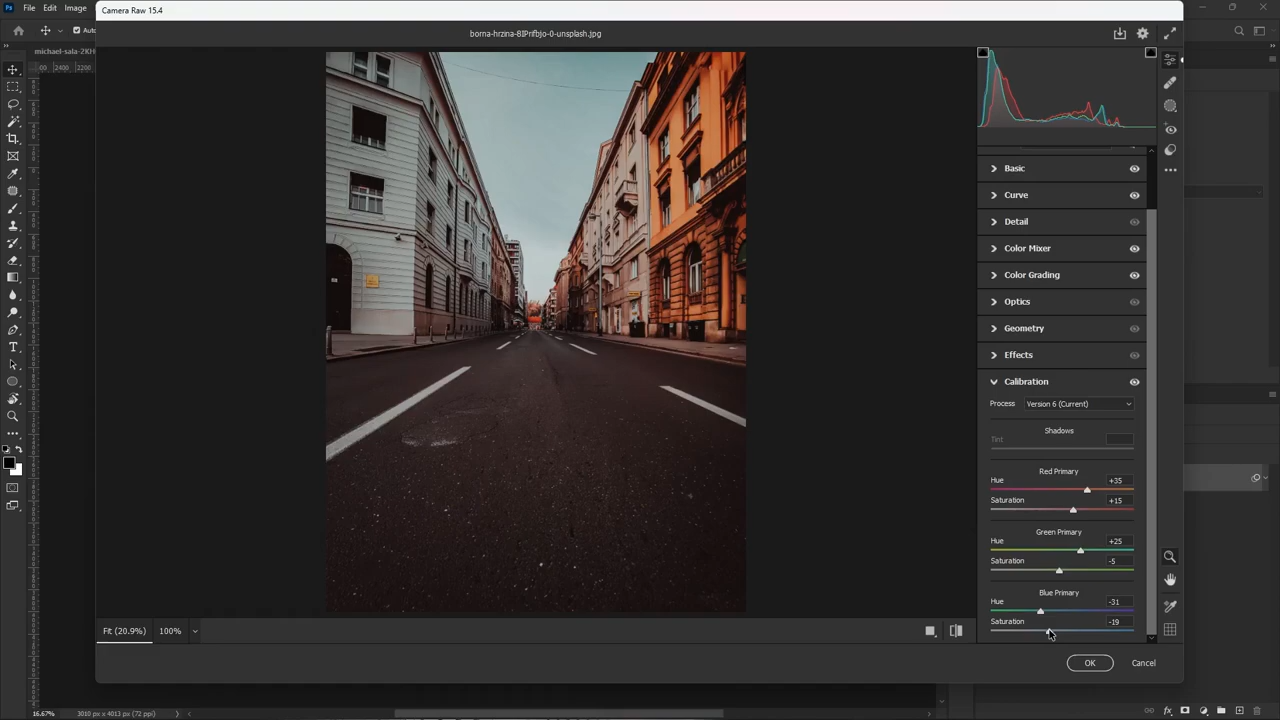 Camera Raw 15.4
File Edit Image
borna-hrzina-8IPrifbjo-0-unsplash.jpg
Auto
michael-sala-2KH
2200 2400
Basic
Curve
Detail
Color Mixer
Color Grading
Optics
Geometry
Effects
Calibration
Process Version 6 (Current)
Shadows
Tint
Red Primary
Hue +35
Saturation +15
Green Primary
Hue +25
Saturation -5
Blue Primary
Hue -31
Saturation -19
Fit (20.9%) 100%
OK Cancel
16.67% 3010 px x 4013 px (72 ppi)